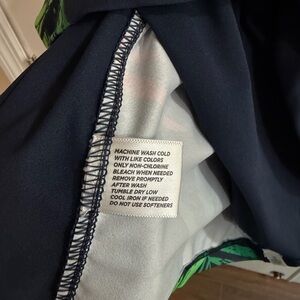 MACHINE WASH COLD
WITH LIKE COLORS
ONLY NON-CHLORINE
BLEACH WHEN NEEDED
REMOVE PROMPTLY
AFTER WASH
TUMBLE DRY LOW
COOL IRON IF NEEDED
DO NOT USE SOFTENERS